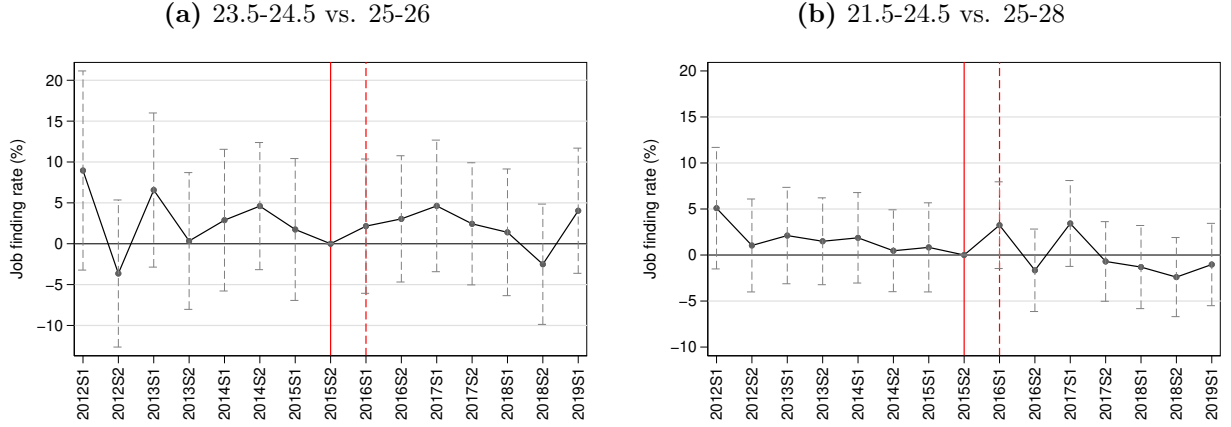 (a) 23.5-24.5 vs. 25-26
Job finding rate (%)
20
15
10
5
0
−5
−10
2012S1
2012S2
2013S1
2013S2
2014S1
2014S2
2015S1
2015S2
2016S1
2016S2
2017S1
2017S2
2018S1
2018S2
2019S1
(b) 21.5-24.5 vs. 25-28
Job finding rate (%)
20
15
10
5
0
−5
−10
2012S1
2012S2
2013S1
2013S2
2014S1
2014S2
2015S1
2015S2
2016S1
2016S2
2017S1
2017S2
2018S1
2018S2
2019S1